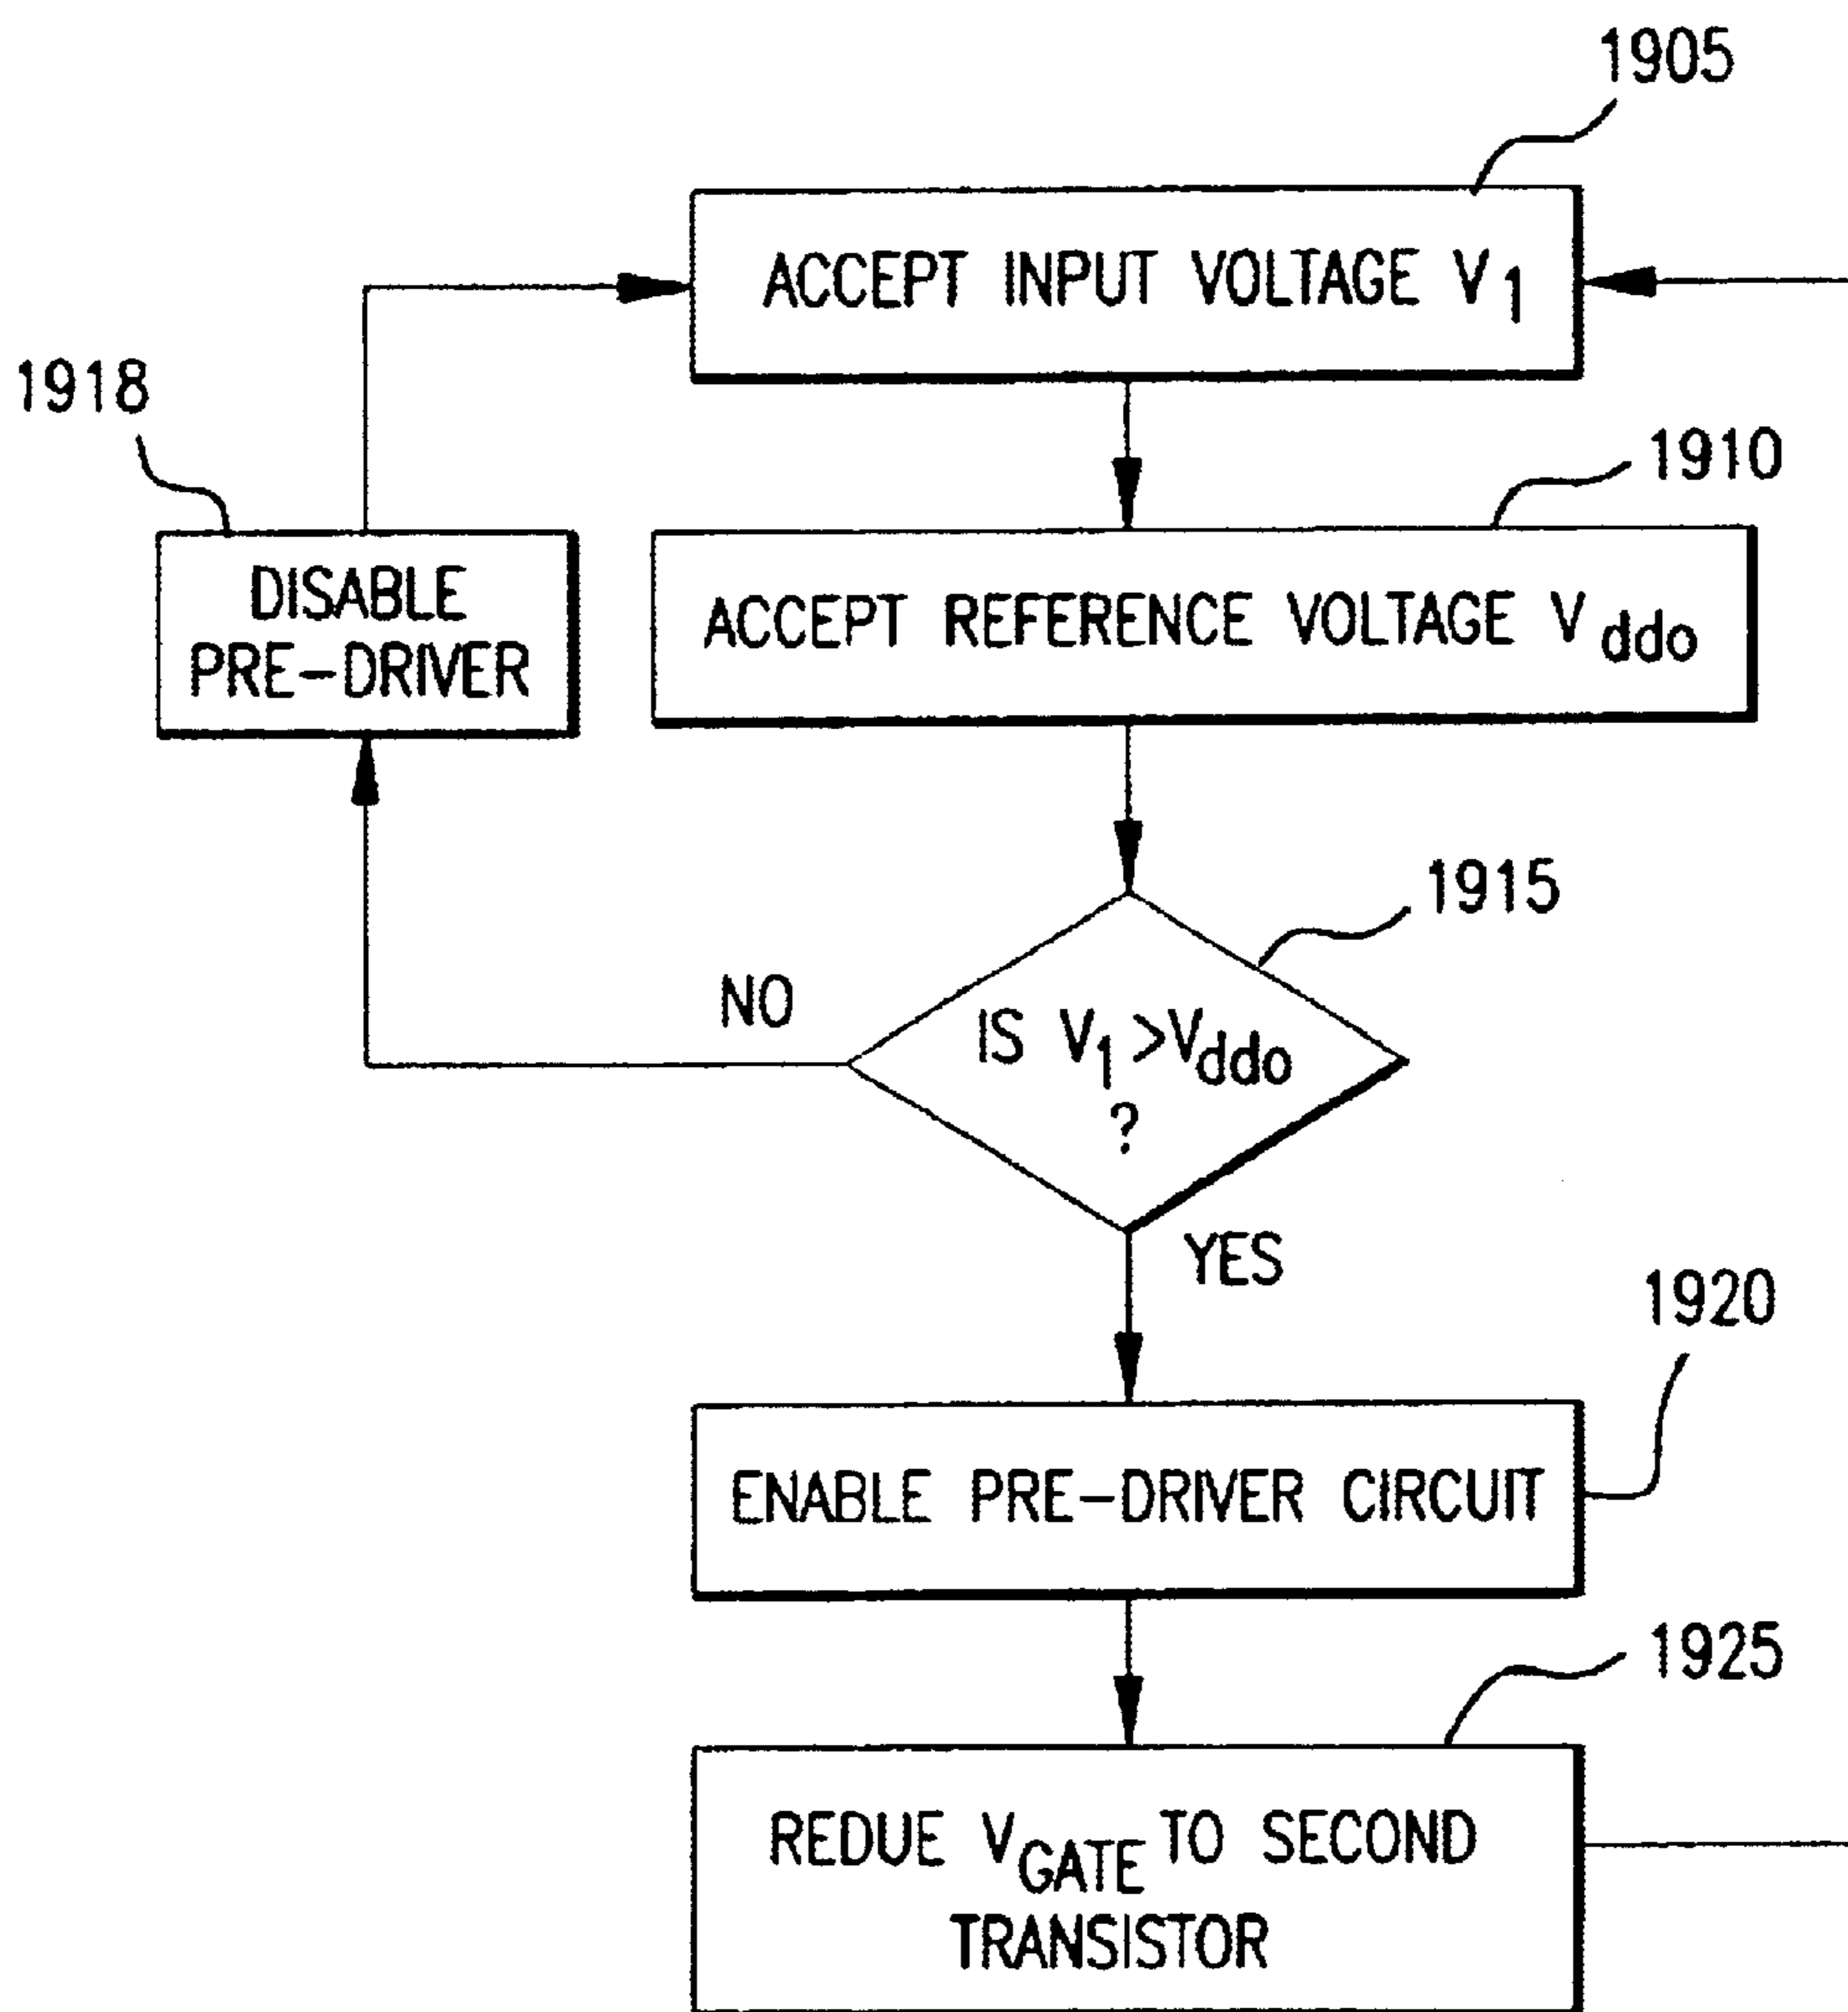 1905
ACCEPT INPUT VOLTAGE V1
1918
1910
DISABLE
PRE-DRIVER
ACCEPT REFERENCE VOLTAGE Vddo
1915
NO
IS V1>Vddo
?
YES
1920
ENABLE PRE-DRIVER CIRCUIT
1925
REDUE VGATE TO SECOND
TRANSISTOR